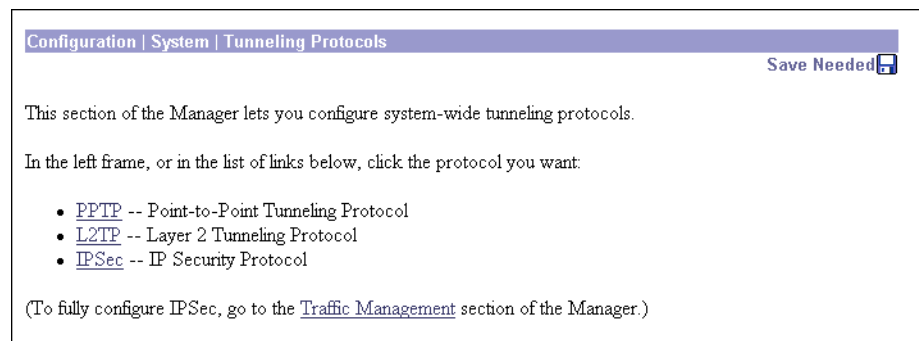 Configuration | System | Tunneling Protocols
Save Needed
This section of the Manager lets you configure system-wide tunneling protocols.
In the left frame, or in the list of links below, click the protocol you want:
• PPTP -- Point-to-Point Tunneling Protocol
• L2TP -- Layer 2 Tunneling Protocol
• IPSec -- IP Security Protocol
(To fully configure IPSec, go to the Traffic Management section of the Manager.)